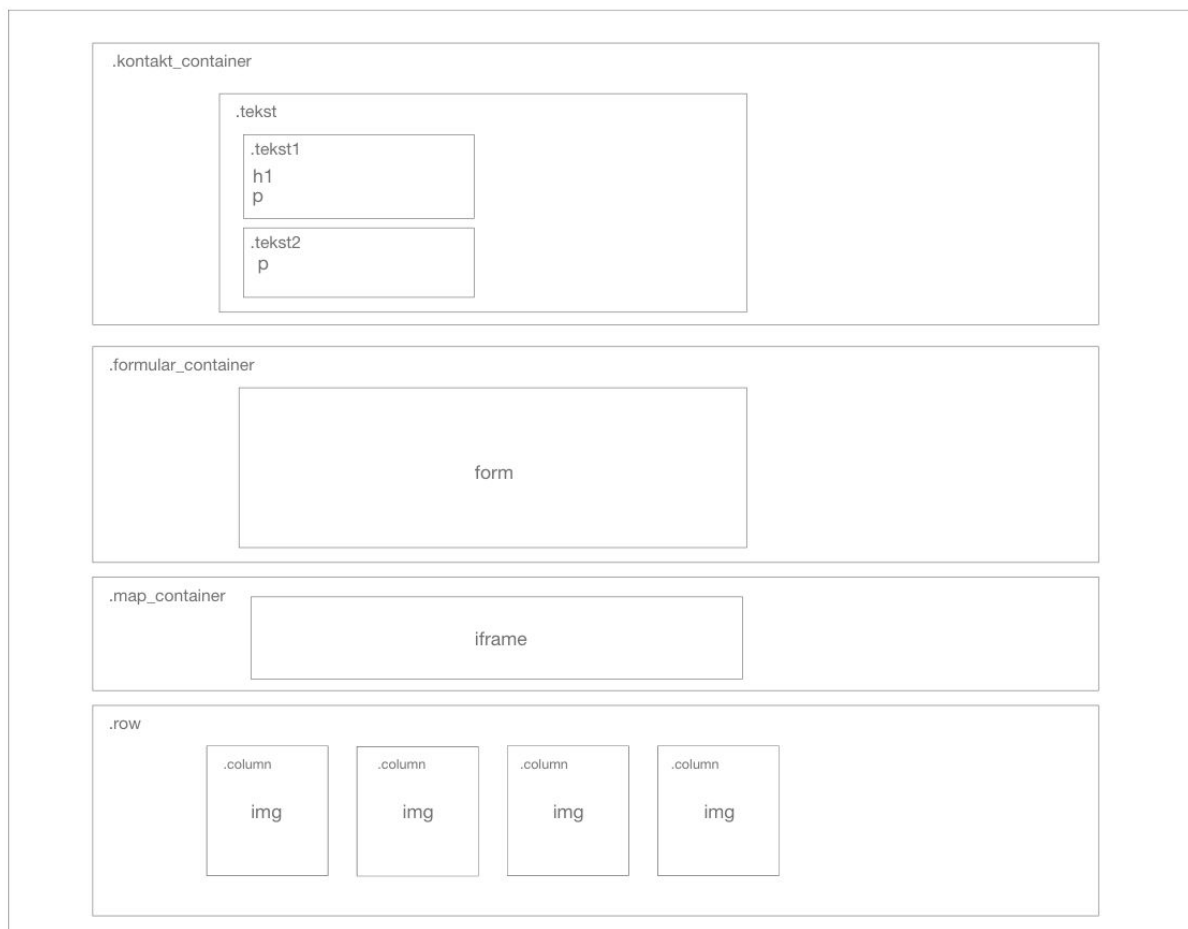 .kontakt_container
.tekst
.tekst1
h1
p
.tekst2
p
.formular_container
form
.map_container
iframe
.row
.column
img
.column
img
.column
img
.column
img